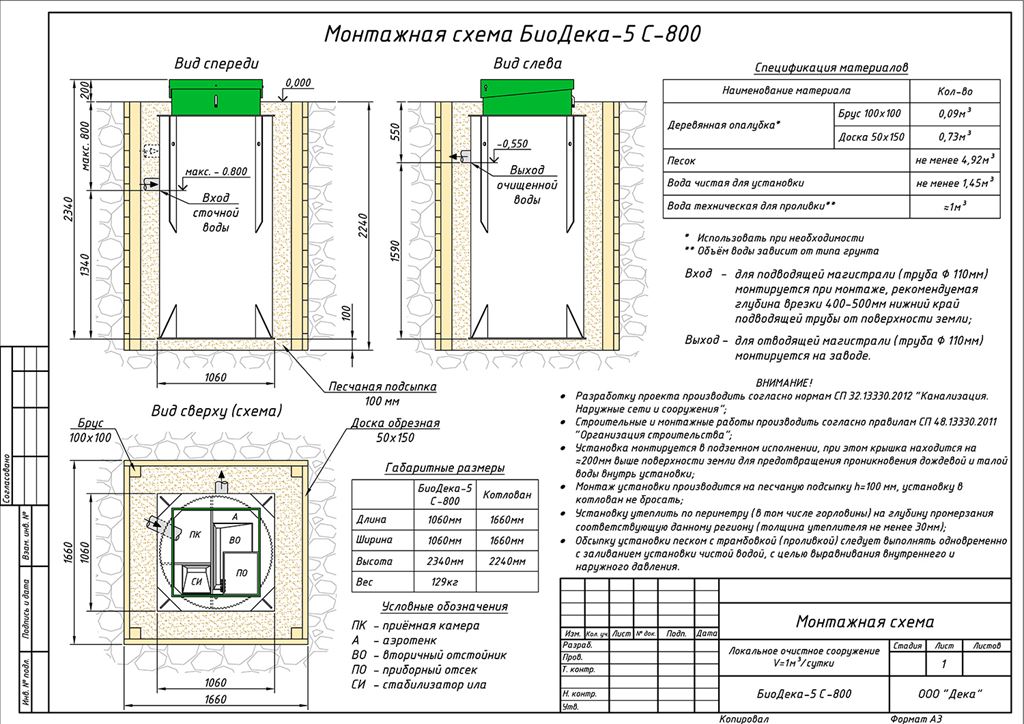 Монтажная схема БиоДека-5 С-800
Вид спереди
0,000
200
макс. 800
2340
1340
макс. - 0.800
Вход
сточной
воды
2240
100
1060
Песчаная подсыпка
100 мм
Вид слева
550
-0,550
Выход
очищенной
воды
1590
Спецификация материалов
Наименование материала Кол-во
Деревянная опалубка* Брус 100х100 0,09м³
Доска 50х150 0,73м³
Песок не менее 4,92м³
Вода чистая для установки не менее 1,45м³
Вода техническая для проливки** ≈1м³
* Использовать при необходимости
** Объём воды зависит от типа грунта
Вход - для подводящей магистрали (труба Ф 110мм)
монтируется при монтаже, рекомендуемая
глубина врезки 400-500мм нижний край
подводящей трубы от поверхности земли;
Выход - для отводящей магистрали (труба Ф 110мм)
монтируется на заводе.
ВНИМАНИЕ!
• Разработку проекта производить согласно нормам СП 32.13330.2012 "Канализация.
Наружные сети и сооружения";
• Строительные и монтажные работы производить согласно правилам СП 48.13330.2011
"Организация строительства";
• Установка монтируется в подземном исполнении, при этом крышка находится на
≈200мм выше поверхности земли для предотвращения проникновения дождевой и талой
воды внутрь установки;
• Монтаж установки производится на песчаную подсыпку h=100 мм, установку в
котлован не бросать;
• Установку утеплить по периметру (в том числе горловины) на глубину промерзания
соответствующую данному региону (толщина утеплителя не менее 30мм);
• Обсыпку установки песком с трамбовкой (проливкой) следует выполнять одновременно
с заливанием установки чистой водой, с целью выравнивания внутреннего и
наружного давления.
Вид сверху (схема)
Брус
100х100
Доска обрезная
50х150
1660
1060
ПК
А
ВО
ПО
СИ
1060
1660
Габаритные размеры
БиоДека-5
С-800
Котлован
Длина 1060мм 1660мм
Ширина 1060мм 1660мм
Высота 2340мм 2240мм
Вес 129кг
Условные обозначения
ПК - приёмная камера
А - аэротенк
ВО - вторичный отстойник
ПО - приборный отсек
СИ - стабилизатор ила
Согласовано
Взам. инв. №
Подпись и дата
Инв. № подл.
Изм. Кол. уч. Лист № док. Подп. Дата
Разраб.
Пров.
Т. контр.
Н. контр.
Утв.
Монтажная схема
Локальное очистное сооружение
V=1м³/сутки
Стадия Лист Листов
1
БиоДека-5 С-800
ООО "Дека"
Копировал Формат А3